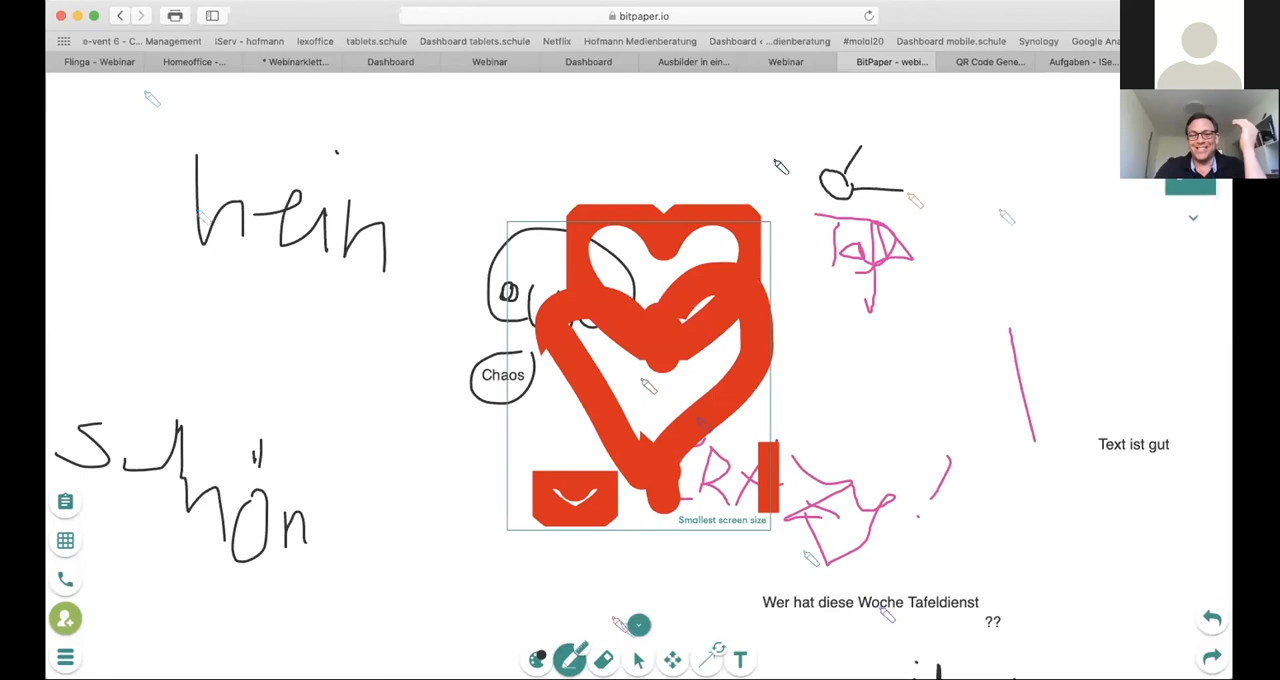 bitpaper.io
e-vent 6 - C... Management iServ - hofmann lexoffice tablets.schule Dashboard tablets.schule Netflix Hofmann Medienberatung Dashboard ‹ ...dienberatung #molol20 Dashboard mobile.schule Synology Google An
Flinga - Webinar Homeoffice -... * Webinarklett... Dashboard Webinar Dashboard Ausbilder in ein... Webinar BitPaper - webi... QR Code Gene... Aufgaben - ISe...
hein
Chaos
Text ist gut
Schön
Smallest screen size
Wer hat diese Woche Tafeldienst
??
T